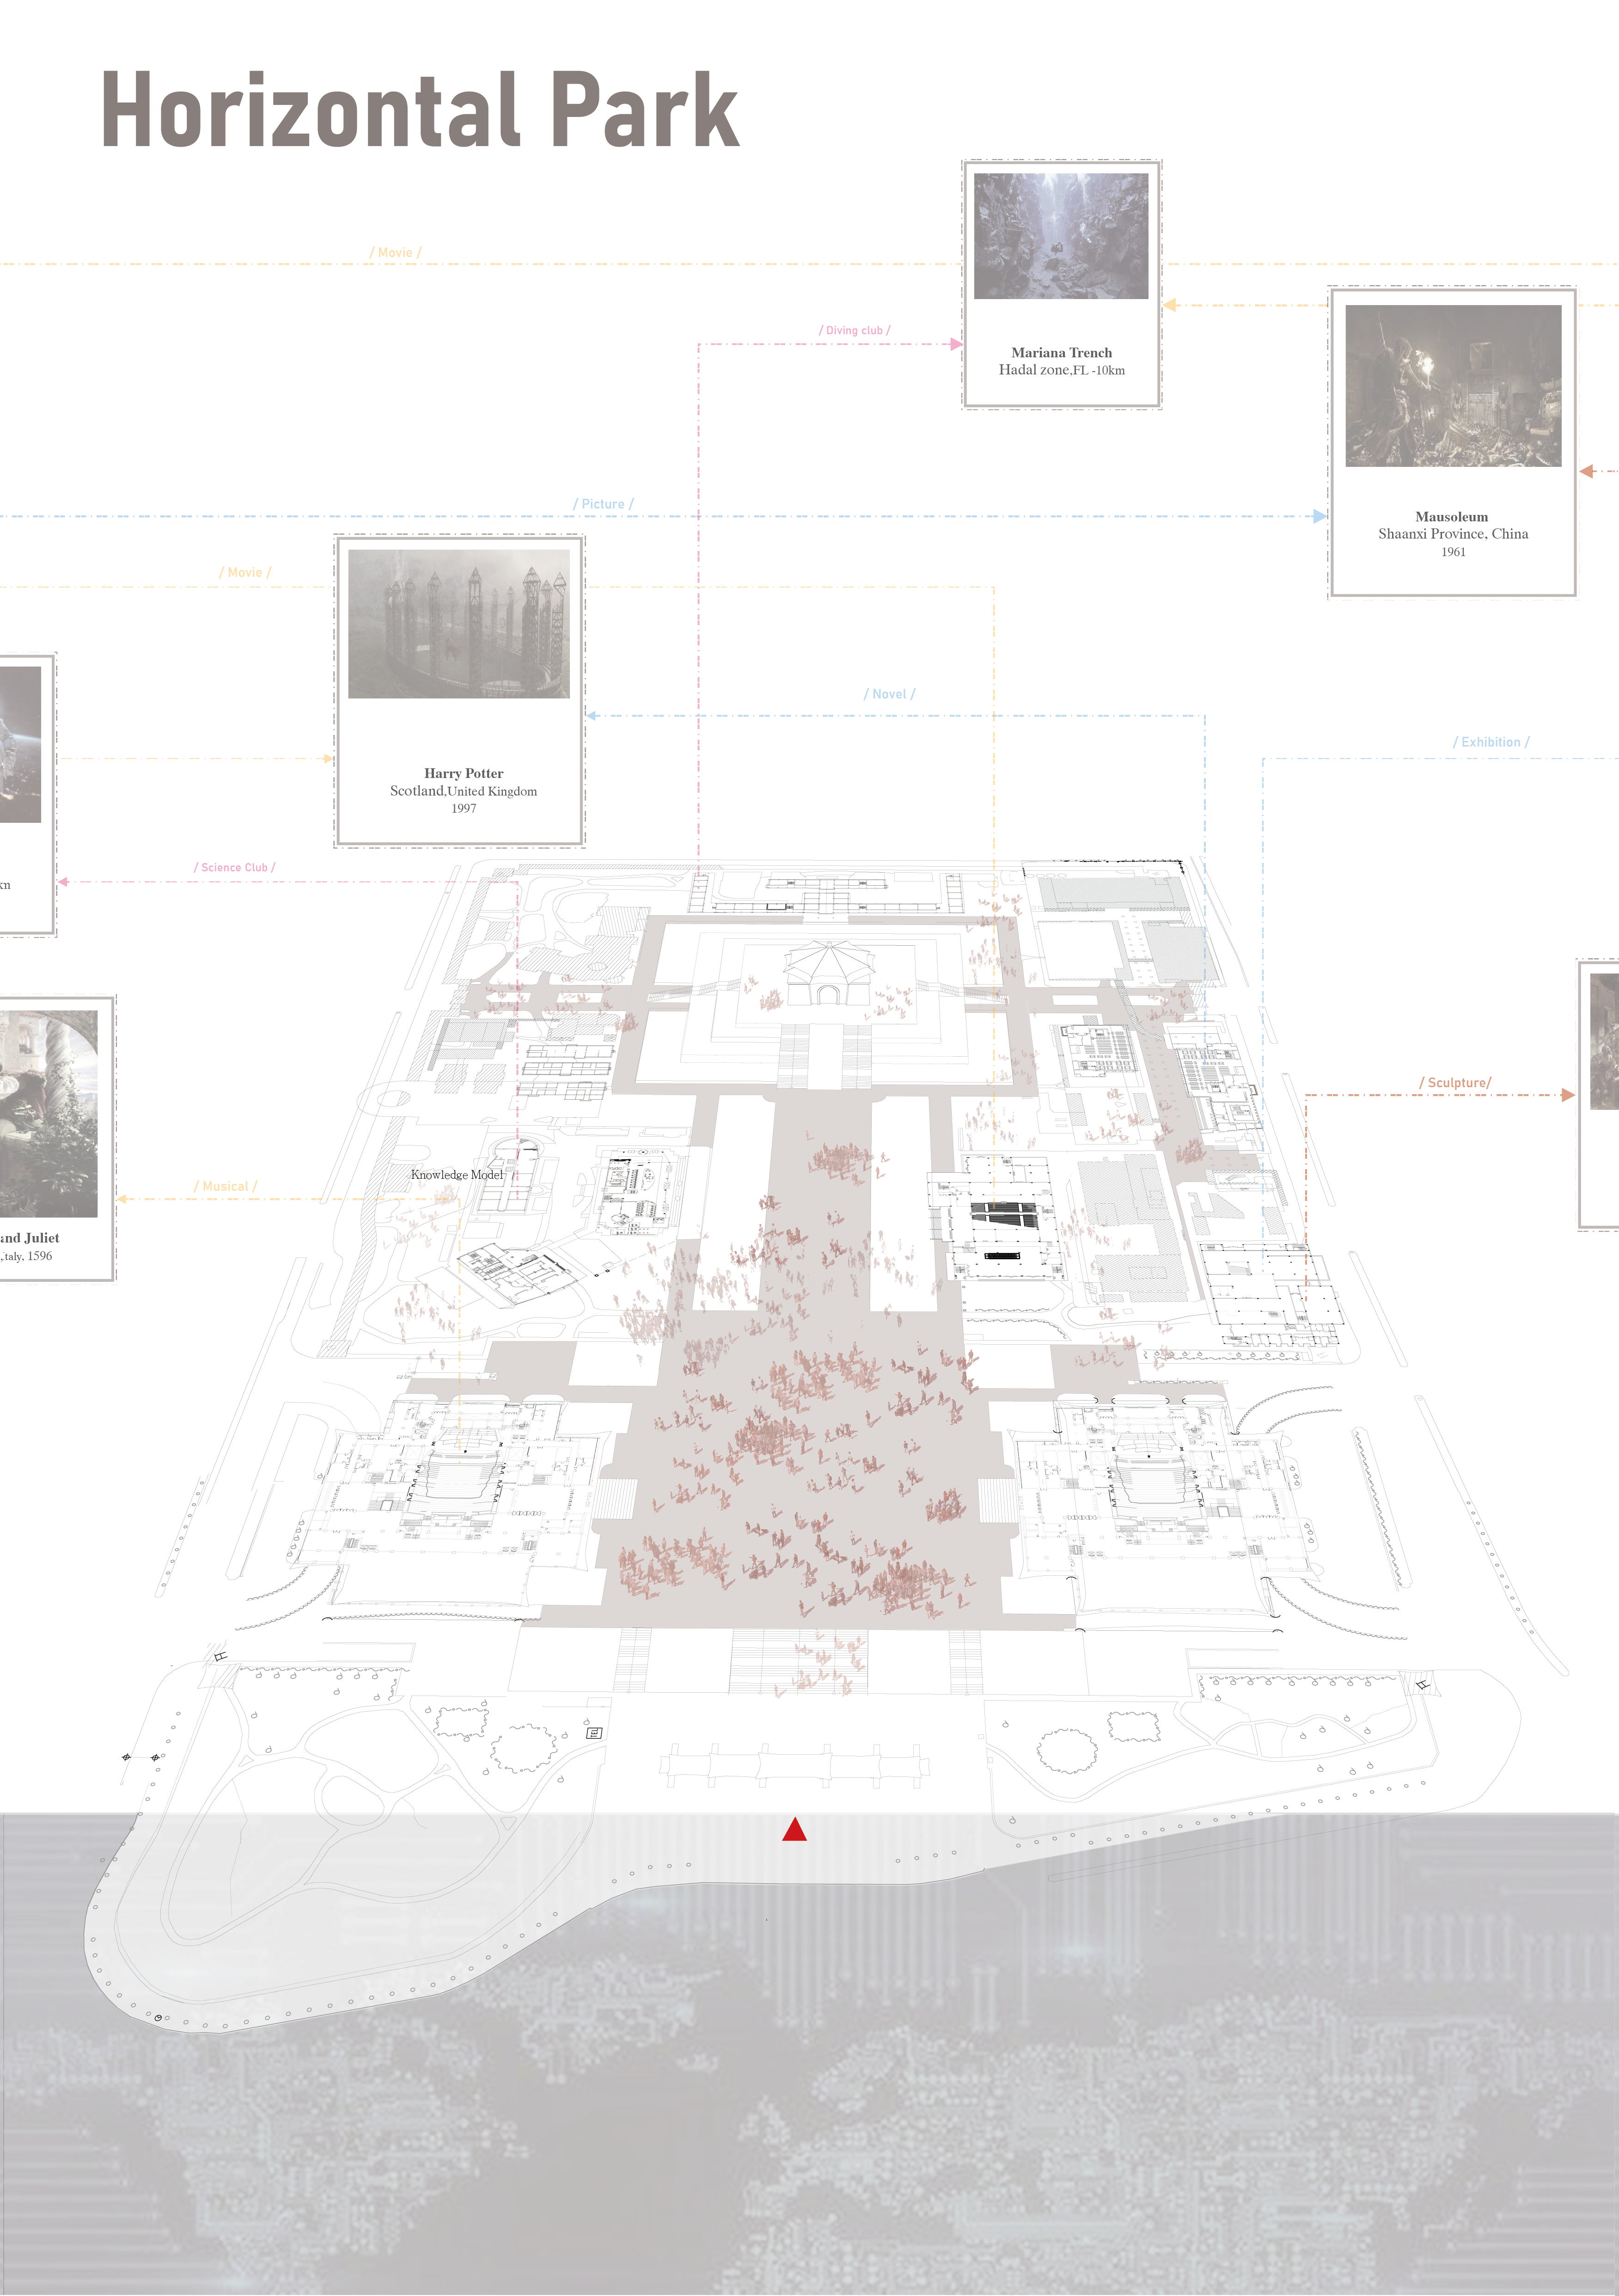 Horizontal Park
/ Movie /
/ Diving club /
Mariana Trench
Hadal zone,FL -10km
/ Picture /
Mausoleum
Shaanxi Province, China
1961
/ Movie /
/ Novel /
/ Exhibition /
Harry Potter
Scotland,United Kingdom
1997
/ Science Club /
km
/ Sculpture/
Knowledge Model
/ Musical /
and Juliet
,taly, 1596